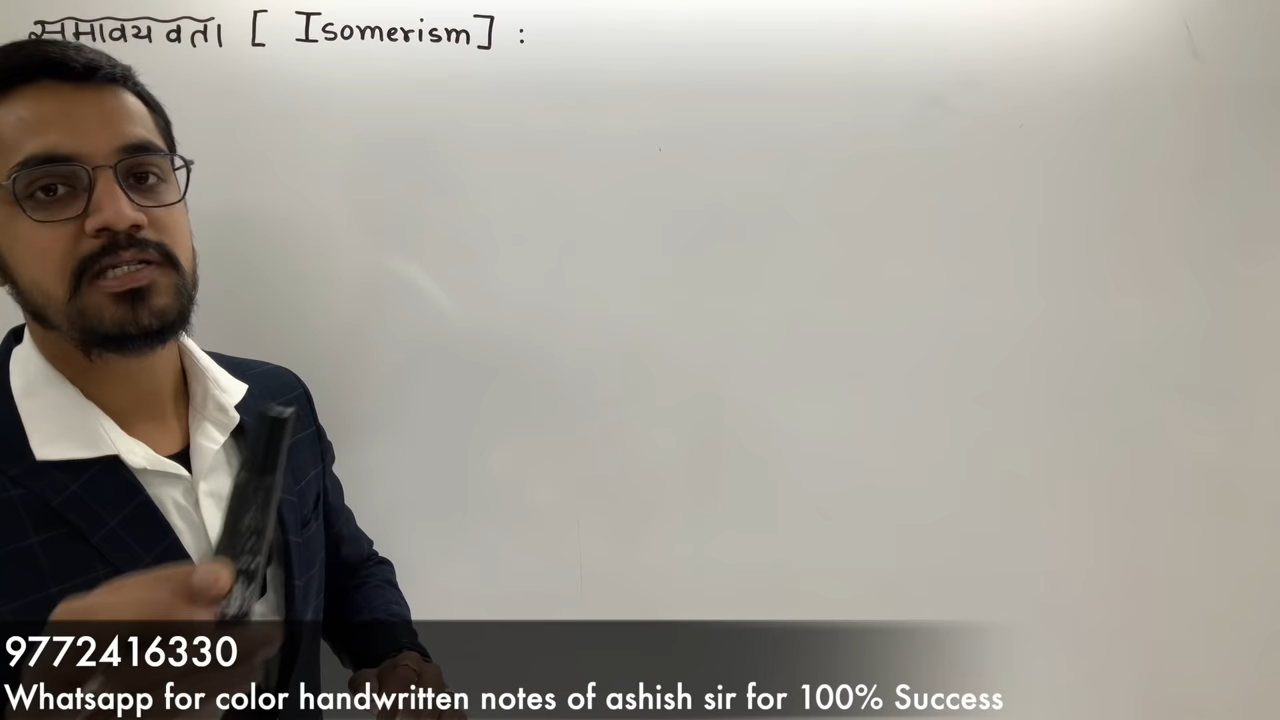 समावयवता [ Isomerism ] :
9772416330
Whatsapp for color handwritten notes of ashish sir for 100% Success